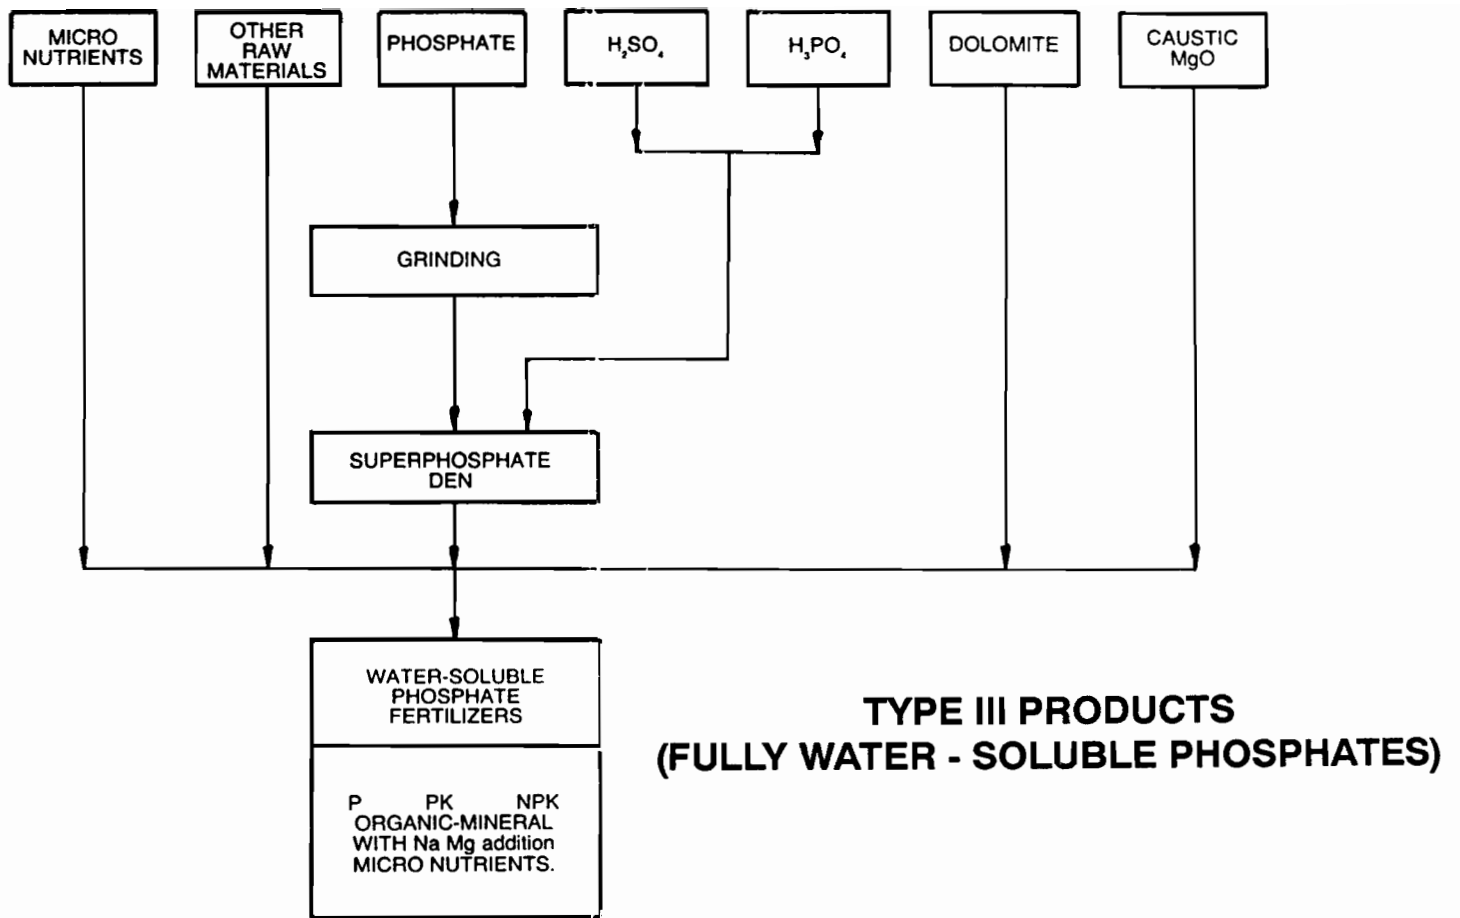 MICRO
NUTRIENTS
OTHER
RAW
MATERIALS
PHOSPHATE
H₂SO₄
H₃PO₄
DOLOMITE
CAUSTIC
MgO
GRINDING
SUPERPHOSPHATE
DEN
WATER-SOLUBLE
PHOSPHATE
FERTILIZERS
TYPE III PRODUCTS
(FULLY WATER - SOLUBLE PHOSPHATES)
P PK NPK
ORGANIC-MINERAL
WITH Na Mg addition
MICRO NUTRIENTS.